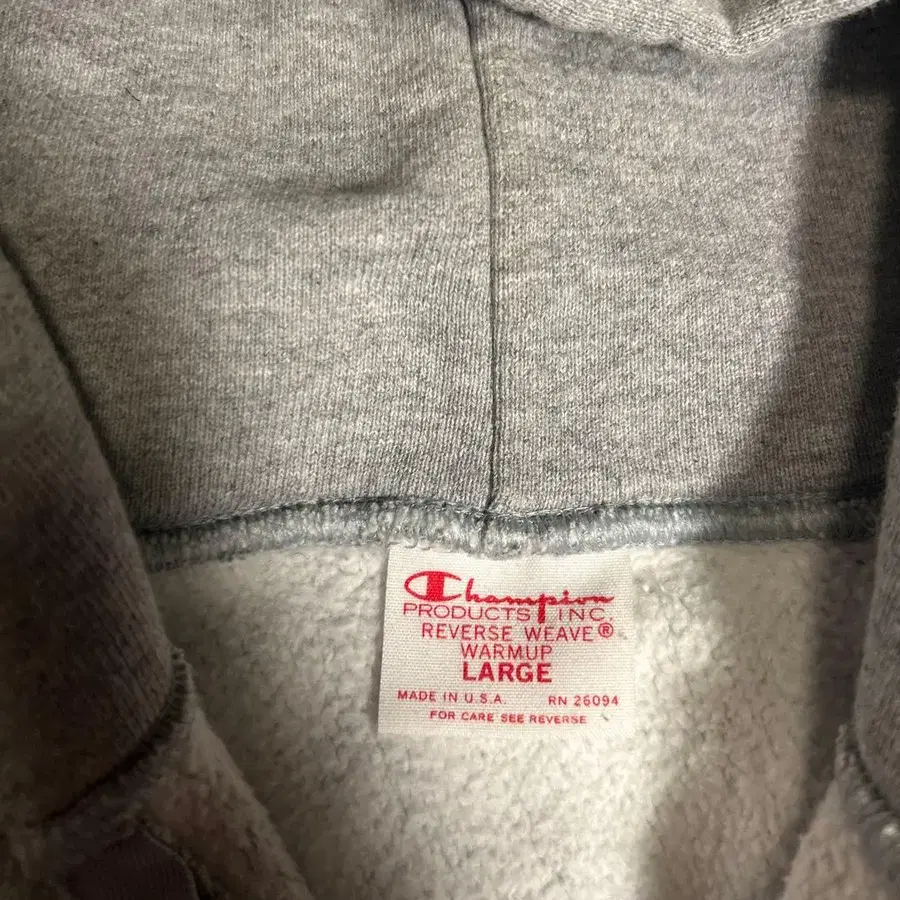 Champion
PRODUCTS INC.
REVERSE WEAVE®
WARMUP
LARGE
MADE IN U.S.A. RN 26094
FOR CARE SEE REVERSE